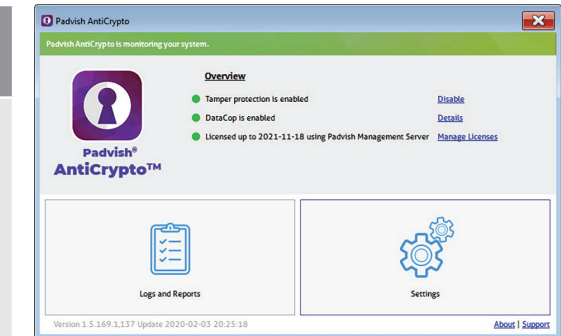 Padvish AntiCrypto
Padvish AntiCrypto is monitoring your system.
Overview
Tamper protection is enabled Disable
DataCop is enabled Details
Licensed up to 2021-11-18 using Padvish Management Server Manage Licenses
Padvish®
AntiCrypto™
Logs and Reports Settings
Version 1.5.169.1,137 Update 2020-02-03 20:25:18 About | Support